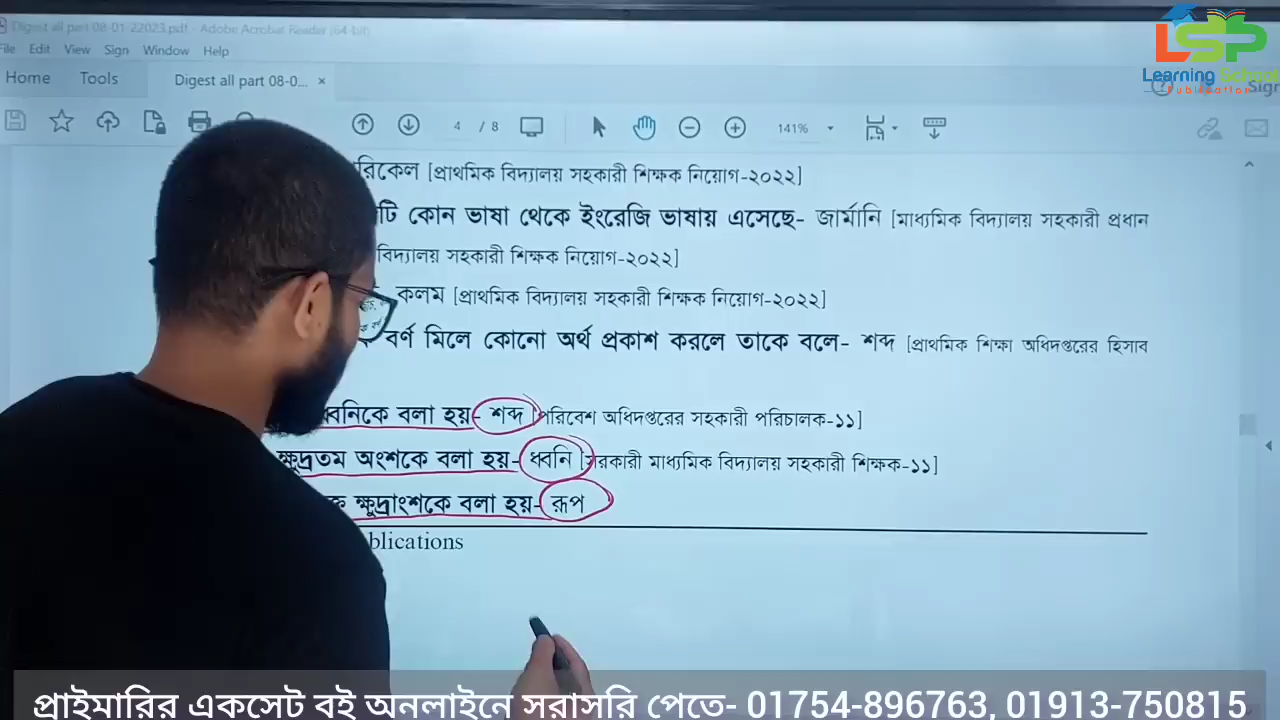 Digest all part 08-01-22023.pdf - Adobe Acrobat Reader (64-bit)
File Edit View Sign Window Help
Home Tools Digest all part 08-0... ×
4 / 8 141%
LSP
Learning School
Publication
Sign
রিকেল [প্রাথমিক বিদ্যালয় সহকারী শিক্ষক নিয়োগ-২০২২]
টি কোন ভাষা থেকে ইংরেজি ভাষায় এসেছে- জার্মানি [মাধ্যমিক বিদ্যালয় সহকারী প্রধান
বিদ্যালয় সহকারী শিক্ষক নিয়োগ-২০২২]
কলম [প্রাথমিক বিদ্যালয় সহকারী শিক্ষক নিয়োগ-২০২২]
বর্ণ মিলে কোনো অর্থ প্রকাশ করলে তাকে বলে- শব্দ [প্রাথমিক শিক্ষা অধিদপ্তরের হিসাব
ধ্বনিকে বলা হয়- শব্দ [পরিবেশ অধিদপ্তরের সহকারী পরিচালক-১১]
ক্ষুদ্রতম অংশকে বলা হয়- ধ্বনি [সরকারী মাধ্যমিক বিদ্যালয় সহকারী শিক্ষক-১১]
ক্ষুদ্রাংশকে বলা হয়- রূপ
blications
প্রাইমারির একসেট বই অনলাইনে সরাসরি পেতে- 01754-896763, 01913-750815